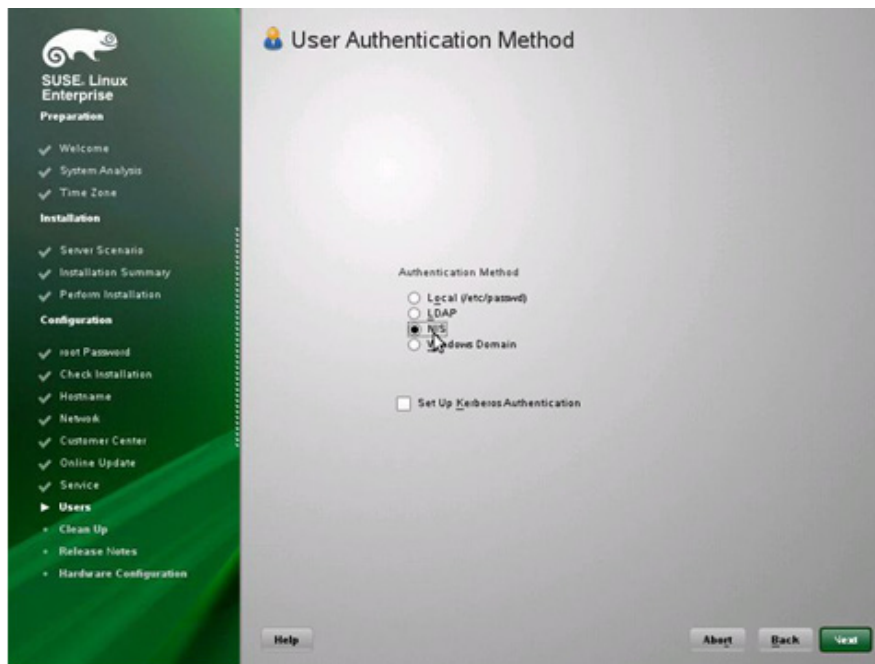 SUSE. Linux
Enterprise
Preparation
Welcome
System Analysis
Time Zone
Installation
Server Scenario
Installation Summary
Perform Installation
Configuration
root Password
Check Installation
Hostname
Network
Customer Center
Online Update
Service
Users
Clean Up
Release Notes
Hardware Configuration
User Authentication Method
Authentication Method
Local (/etc/passwd)
LDAP
NIS
Windows Domain
Set Up Kerberos Authentication
Help
Abort
Back
Next